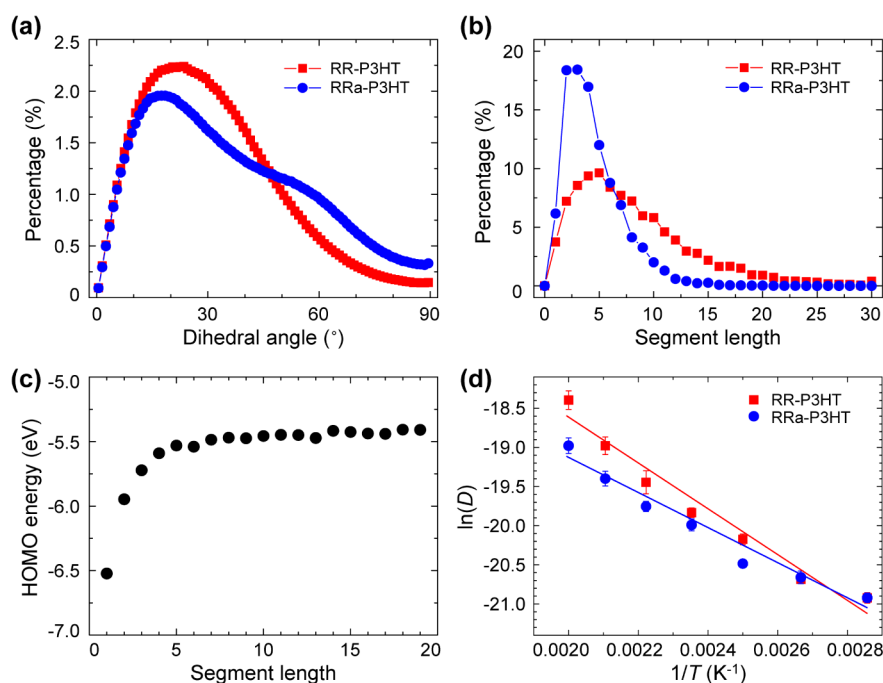 (a)
2.5
2.0
1.5
1.0
0.5
0
Percentage (%)
RR-P3HT
RRa-P3HT
0
30
60
90
Dihedral angle (°)
(b)
20
15
10
5
0
Percentage (%)
RR-P3HT
RRa-P3HT
0
5
10
15
20
25
30
Segment length
(c)
-5.0
-5.5
-6.0
-6.5
-7.0
HOMO energy (eV)
0
5
10
15
20
Segment length
(d)
-18.5
-19.0
-19.5
-20.0
-20.5
-21.0
ln(D)
RR-P3HT
RRa-P3HT
0.0020
0.0022
0.0024
0.0026
0.0028
1/T (K⁻¹)